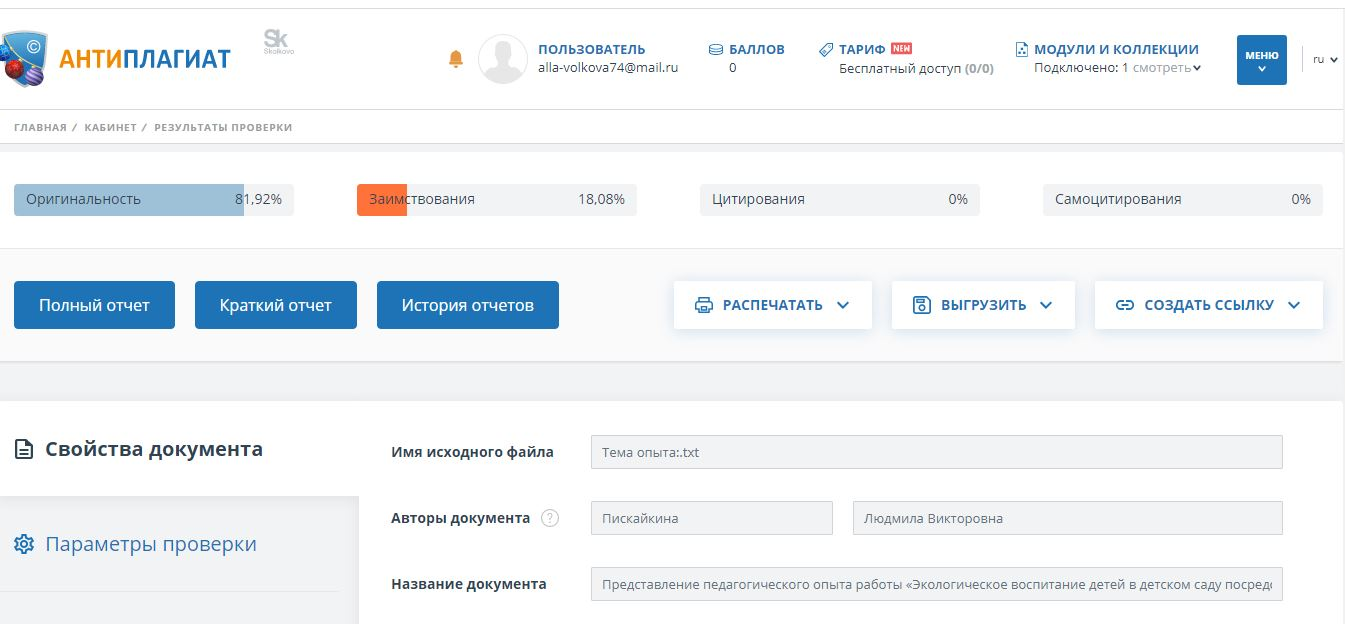 АНТИПЛАГИАТ
Sk
Skolkovo
ПОЛЬЗОВАТЕЛЬ
alla-volkova74@mail.ru
БАЛЛОВ
0
ТАРИФ NEW
Бесплатный доступ (0/0)
МОДУЛИ И КОЛЛЕКЦИИ
Подключено: 1 смотреть
МЕНЮ
ru
ГЛАВНАЯ / КАБИНЕТ / РЕЗУЛЬТАТЫ ПРОВЕРКИ
Оригинальность 81,92%
Заимствования 18,08%
Цитирования 0%
Самоцитирования 0%
Полный отчет
Краткий отчет
История отчетов
РАСПЕЧАТАТЬ
ВЫГРУЗИТЬ
СОЗДАТЬ ССЫЛКУ
Свойства документа
Параметры проверки
Имя исходного файла Тема опыта:.txt
Авторы документа ? Пискайкина Людмила Викторовна
Название документа Представление педагогического опыта работы «Экологическое воспитание детей в детском саду посредс